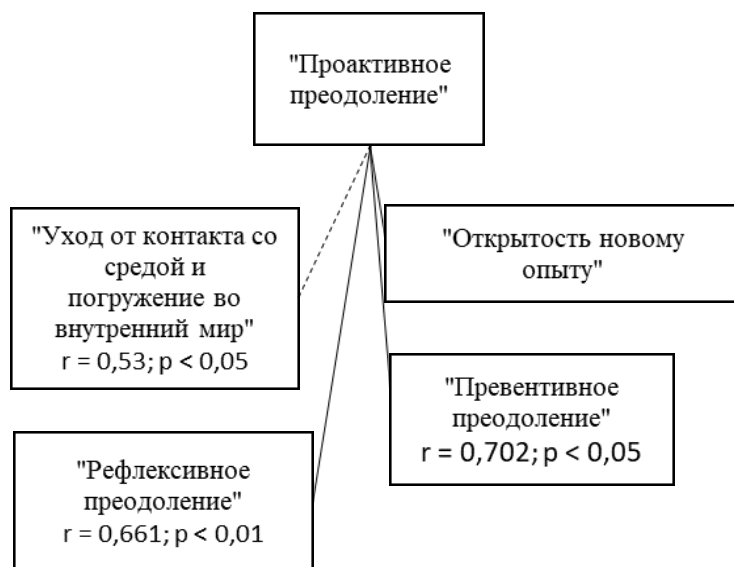 "Проактивное
преодоление"
"Уход от контакта со
средой и
погружение во
внутренний мир"
r = 0,53; p < 0,05
"Открытость новому
опыту"
"Превентивное
преодоление"
r = 0,702; p < 0,05
"Рефлексивное
преодоление"
r = 0,661; p < 0,01